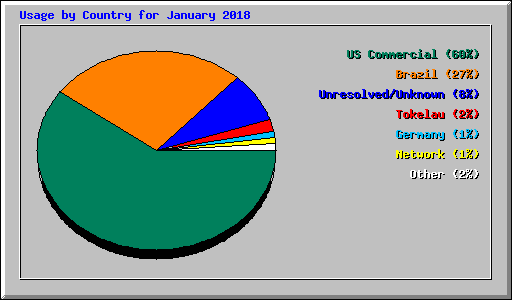 Usage by Country for January 2018
US Commercial (60%)
Brazil (27%)
Unresolved/Unknown (8%)
Tokelau (2%)
Germany (1%)
Network (1%)
Other (2%)